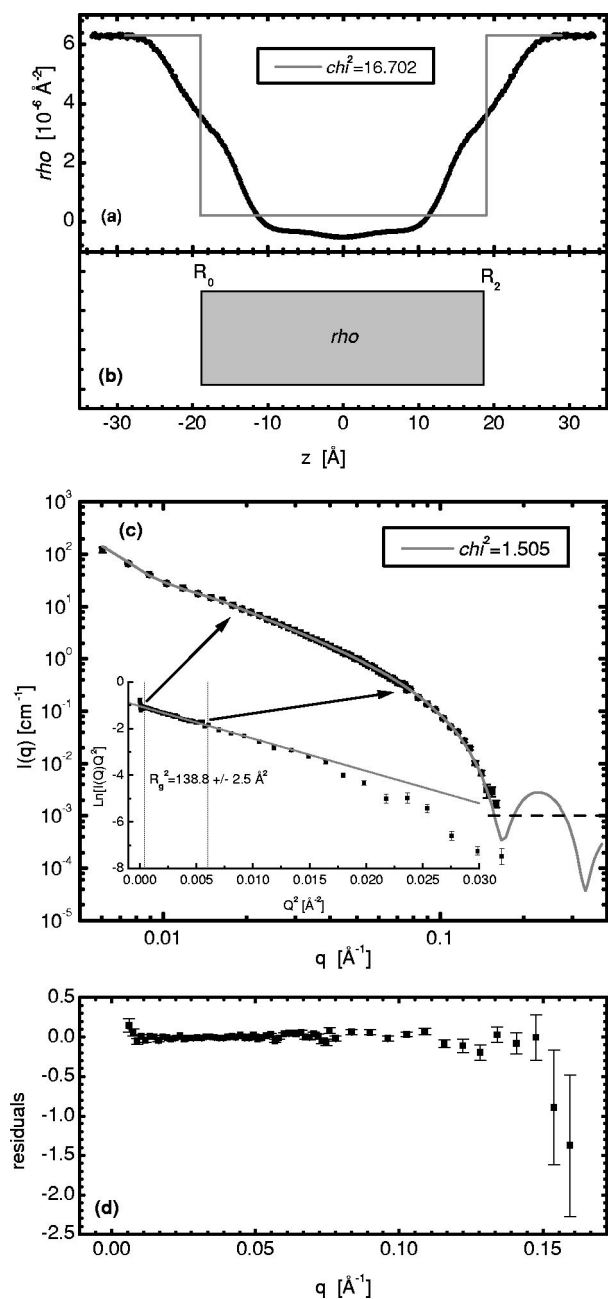 6
4
2
0
rho [10⁻⁶ Å⁻²]
chi²=16.702
(a)
R₀
R₂
rho
(b)
-30 -20 -10 0 10 20 30
z [Å]
10³
10²
10¹
10⁰
10⁻¹
10⁻²
10⁻³
10⁻⁴
10⁻⁵
I(q) [cm⁻¹]
(c)
chi²=1.505
0
-2
-4
-6
-8
Ln[I(Q)Q²]
R_g²=138.8 +/- 2.5 Å²
0.000 0.005 0.010 0.015 0.020 0.025 0.030
Q² [Å⁻²]
0.01 0.1
q [Å⁻¹]
0.5
0.0
-0.5
-1.0
-1.5
-2.0
-2.5
residuals
(d)
0.00 0.05 0.10 0.15
q [Å⁻¹]